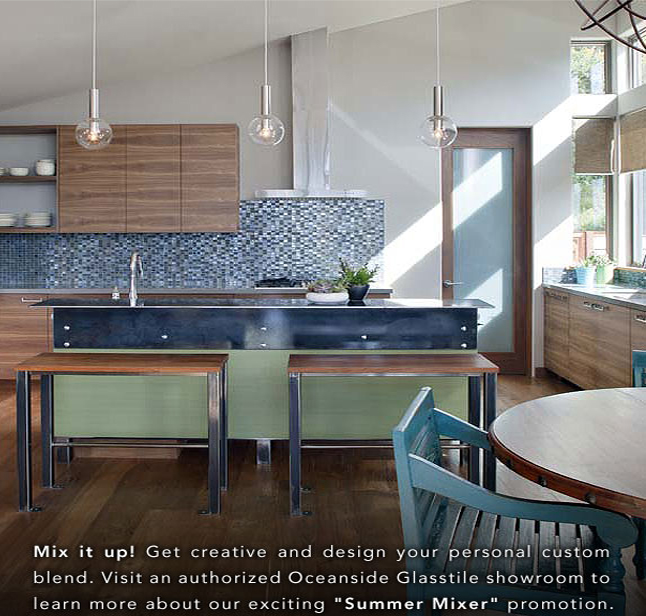 Mix it up! Get creative and design your personal custom
blend. Visit an authorized Oceanside Glasstile showroom to
learn more about our exciting "Summer Mixer" promotion.